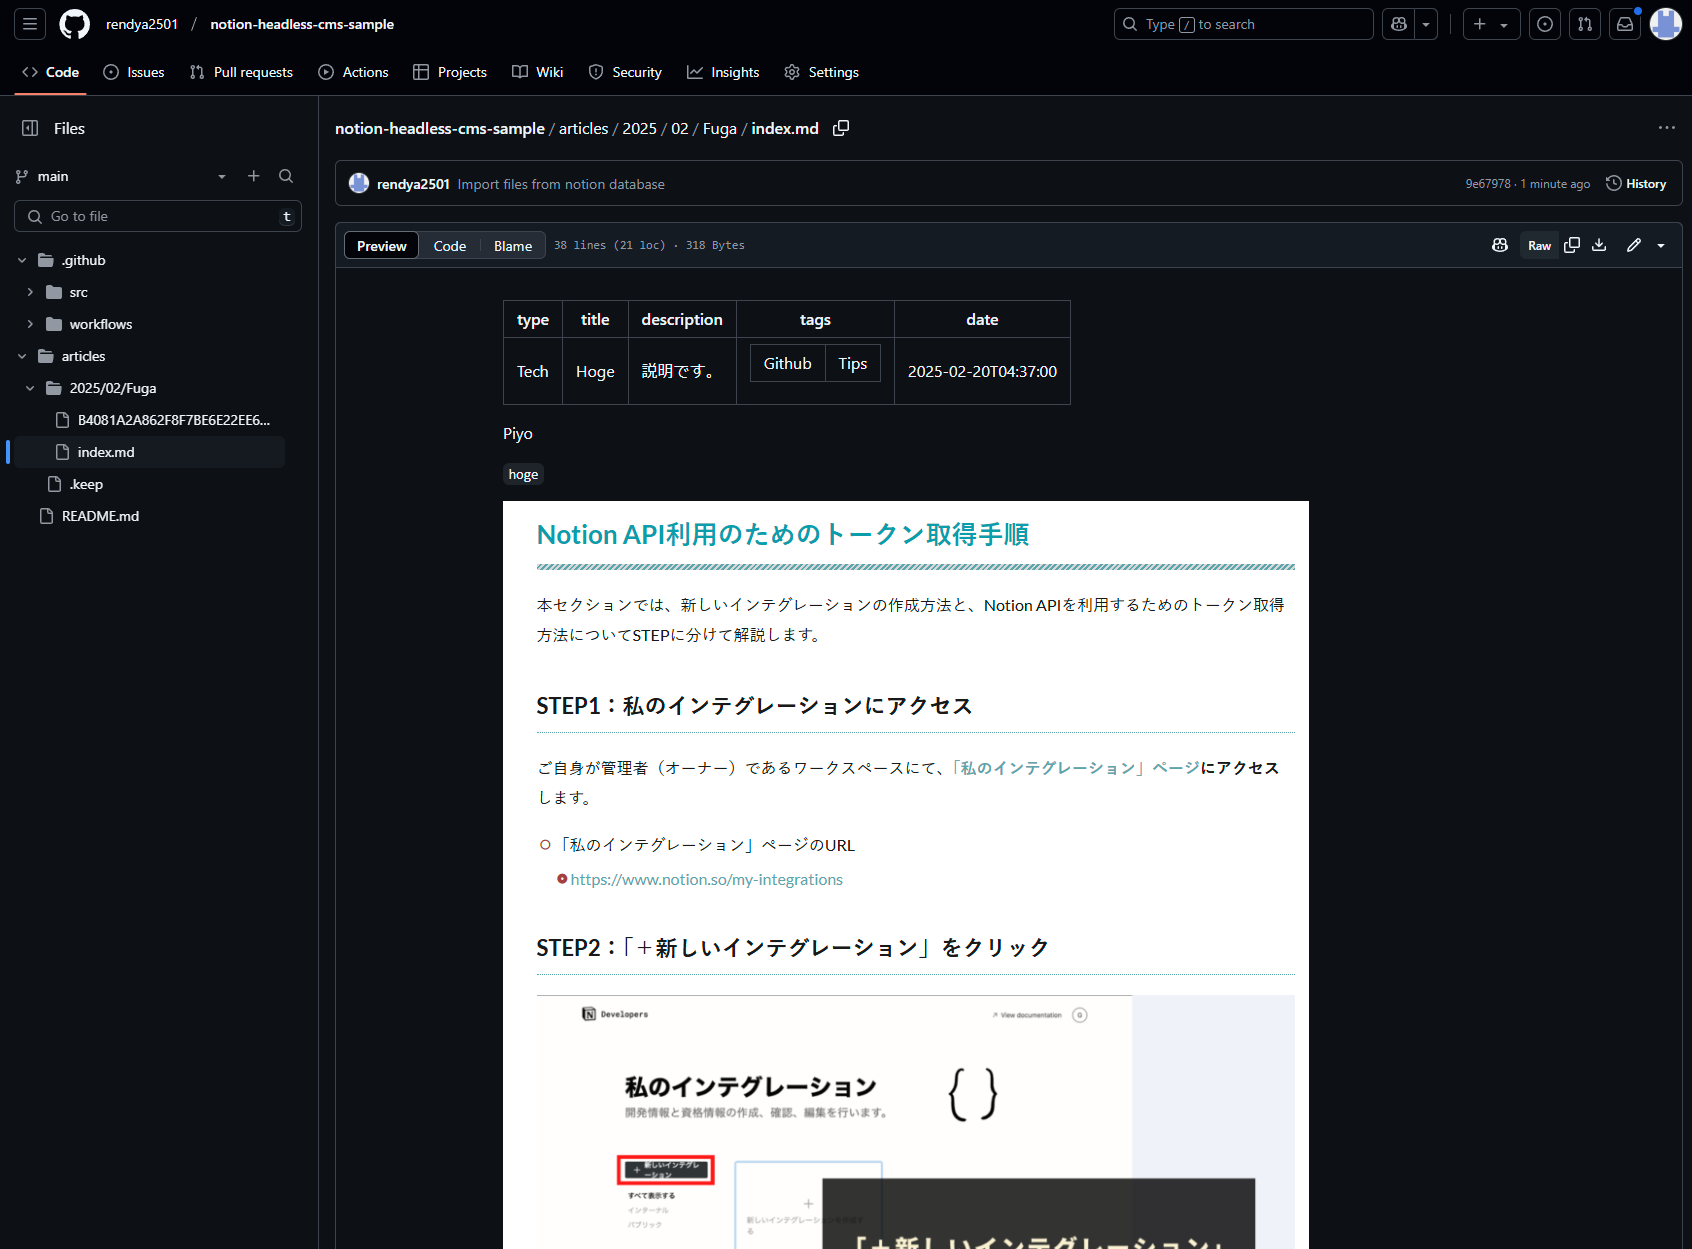 rendya2501 / notion-headless-cms-sample
Type / to search
Code Issues Pull requests Actions Projects Wiki Security Insights Settings
Files
main
Go to file t
.github
src
workflows
articles
2025/02/Fuga
B4081A2A862F8F7BE6E22EE6...
index.md
.keep
README.md
notion-headless-cms-sample / articles / 2025 / 02 / Fuga / index.md
rendya2501 Import files from notion database
9e67978 · 1 minute ago History
Preview Code Blame 38 lines (21 loc) · 318 Bytes Raw
type title description tags date
Tech Hoge 説明です。 Github Tips 2025-02-20T04:37:00
Piyo
hoge
Notion API利用のためのトークン取得手順
本セクションでは、新しいインテグレーションの作成方法と、Notion APIを利用するためのトークン取得
方法についてSTEPに分けて解説します。
STEP1：私のインテグレーションにアクセス
ご自身が管理者（オーナー）であるワークスペースにて、「私のインテグレーション」ページにアクセス
します。
「私のインテグレーション」ページのURL
https://www.notion.so/my-integrations
STEP2：「＋新しいインテグレーション」をクリック
Developers
View documentation G
私のインテグレーション
{ }
開発情報と資格情報の作成、確認、編集を行います。
＋ 新しいインテグレ
ーション
すべて表示する
インターナル
パブリック
＋
新しいインテグレーションを作成す
る
「＋新しいインテグレーション」